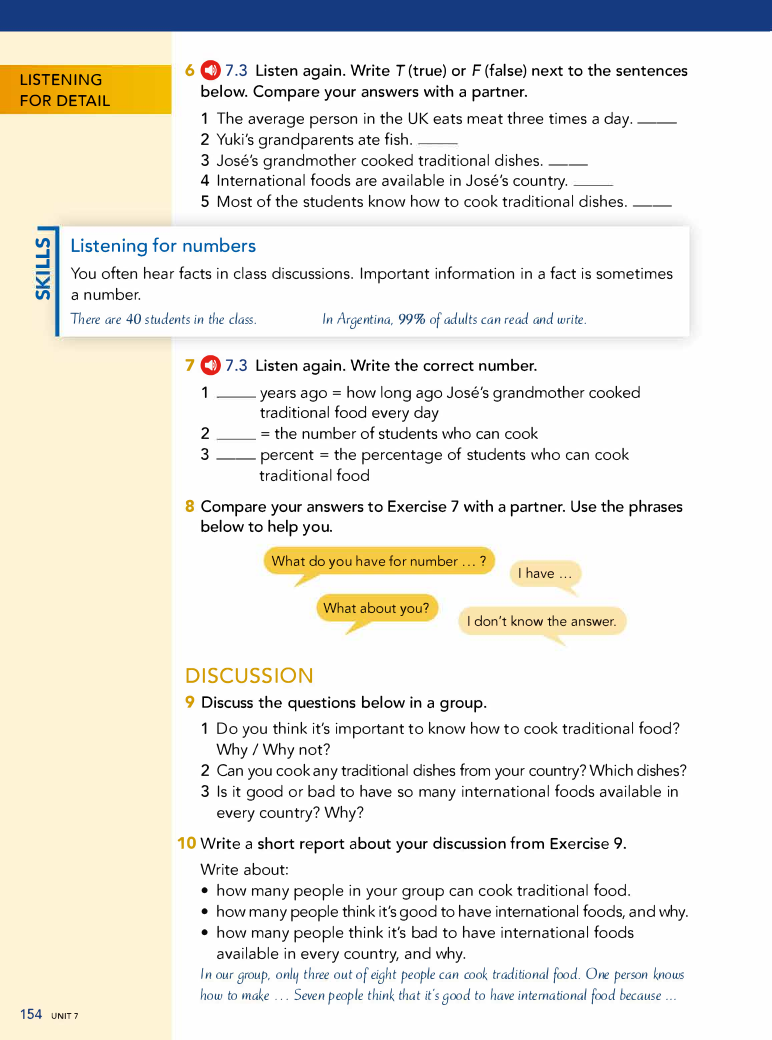 LISTENING
FOR DETAIL
6 7.3 Listen again. Write T (true) or F (false) next to the sentences
below. Compare your answers with a partner.
1 The average person in the UK eats meat three times a day. _____
2 Yuki's grandparents ate fish. _____
3 José's grandmother cooked traditional dishes. _____
4 International foods are available in José's country. _____
5 Most of the students know how to cook traditional dishes. _____
SKILLS
Listening for numbers
You often hear facts in class discussions. Important information in a fact is sometimes
a number.
There are 40 students in the class. In Argentina, 99% of adults can read and write.
7 7.3 Listen again. Write the correct number.
1 _____ years ago = how long ago José's grandmother cooked
traditional food every day
2 _____ = the number of students who can cook
3 _____ percent = the percentage of students who can cook
traditional food
8 Compare your answers to Exercise 7 with a partner. Use the phrases
below to help you.
What do you have for number ... ?
I have ...
What about you?
I don't know the answer.
DISCUSSION
9 Discuss the questions below in a group.
1 Do you think it's important to know how to cook traditional food?
Why / Why not?
2 Can you cook any traditional dishes from your country? Which dishes?
3 Is it good or bad to have so many international foods available in
every country? Why?
10 Write a short report about your discussion from Exercise 9.
Write about:
• how many people in your group can cook traditional food.
• how many people think it's good to have international foods, and why.
• how many people think it's bad to have international foods
available in every country, and why.
In our group, only three out of eight people can cook traditional food. One person knows
how to make ... Seven people think that it's good to have international food because ...
154 UNIT 7